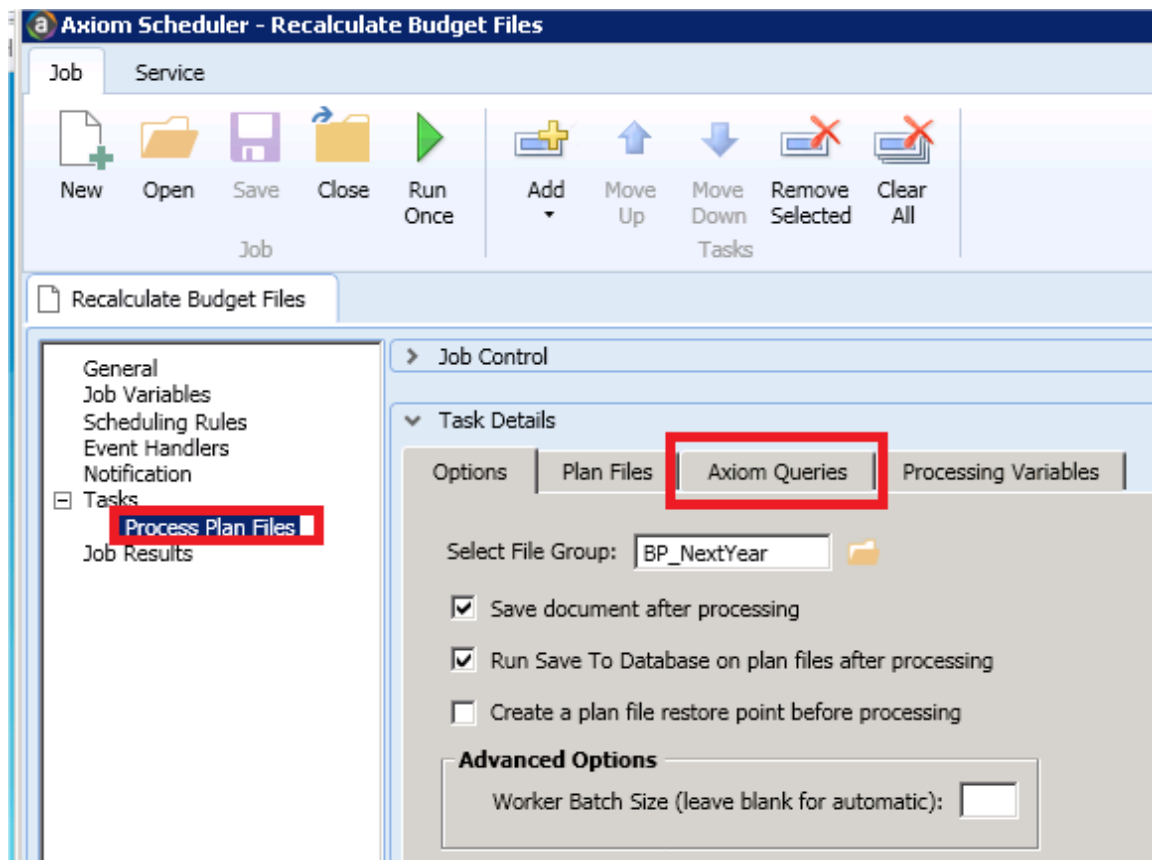 a Axiom Scheduler - Recalculate Budget Files
Job Service
New Open Save Close Run Once
Add Move Up Move Down Remove Selected Clear All
Job
Tasks
Recalculate Budget Files
General
Job Variables
Scheduling Rules
Event Handlers
Notification
Tasks
Process Plan Files
Job Results
Job Control
Task Details
Options Plan Files Axiom Queries Processing Variables
Select File Group: BP_NextYear
Save document after processing
Run Save To Database on plan files after processing
Create a plan file restore point before processing
Advanced Options
Worker Batch Size (leave blank for automatic):